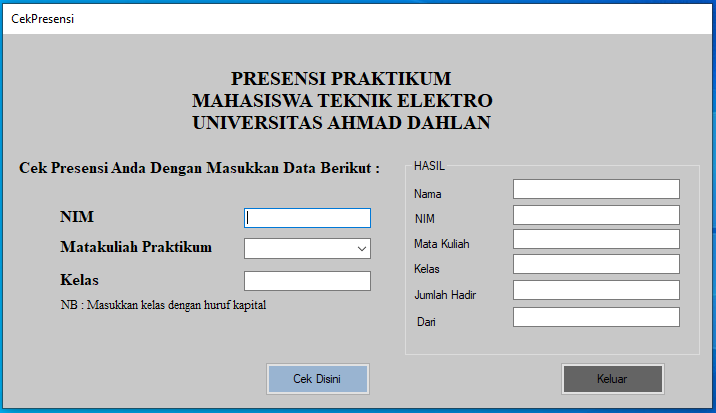 CekPresensi
PRESENSI PRAKTIKUM
MAHASISWA TEKNIK ELEKTRO
UNIVERSITAS AHMAD DAHLAN
Cek Presensi Anda Dengan Masukkan Data Berikut :
NIM
Matakuliah Praktikum
Kelas
NB : Masukkan kelas dengan huruf kapital
Cek Disini
HASIL
Nama
NIM
Mata Kuliah
Kelas
Jumlah Hadir
Dari
Keluar